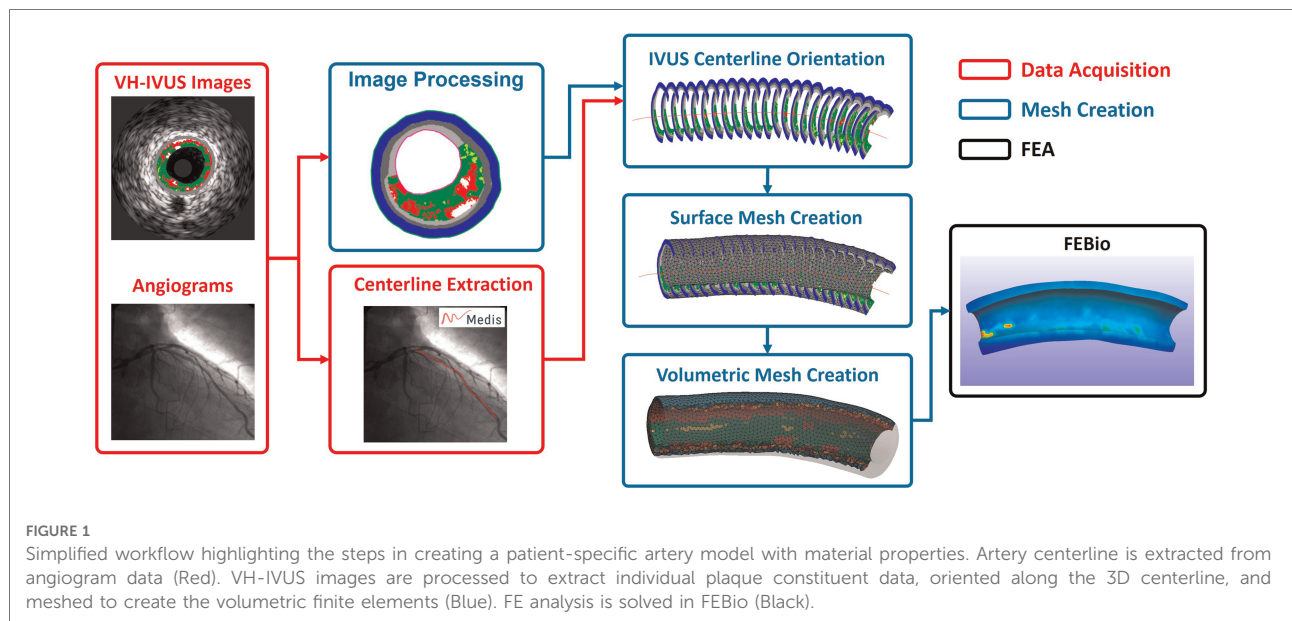 VH-IVUS Images
Angiograms
Image Processing
Centerline Extraction
Medis
IVUS Centerline Orientation
Surface Mesh Creation
Volumetric Mesh Creation
FEBio
Data Acquisition
Mesh Creation
FEA
FIGURE 1
Simplified workflow highlighting the steps in creating a patient-specific artery model with material properties. Artery centerline is extracted from
angiogram data (Red). VH-IVUS images are processed to extract individual plaque constituent data, oriented along the 3D centerline, and
meshed to create the volumetric finite elements (Blue). FE analysis is solved in FEBio (Black).